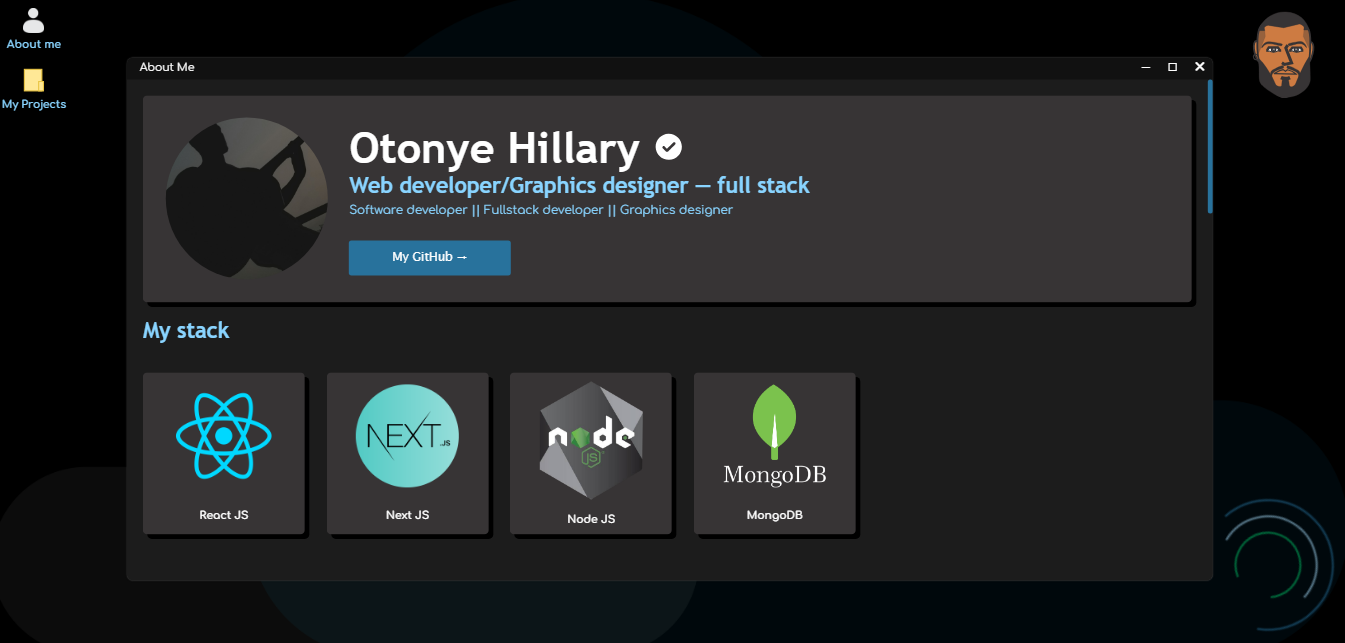 About me
My Projects
About Me
Otonye Hillary
Web developer/Graphics designer — full stack
Software developer || Fullstack developer || Graphics designer
My GitHub →
My stack
NEXT.JS
node
JS
MongoDB
React JS
Next JS
Node JS
MongoDB